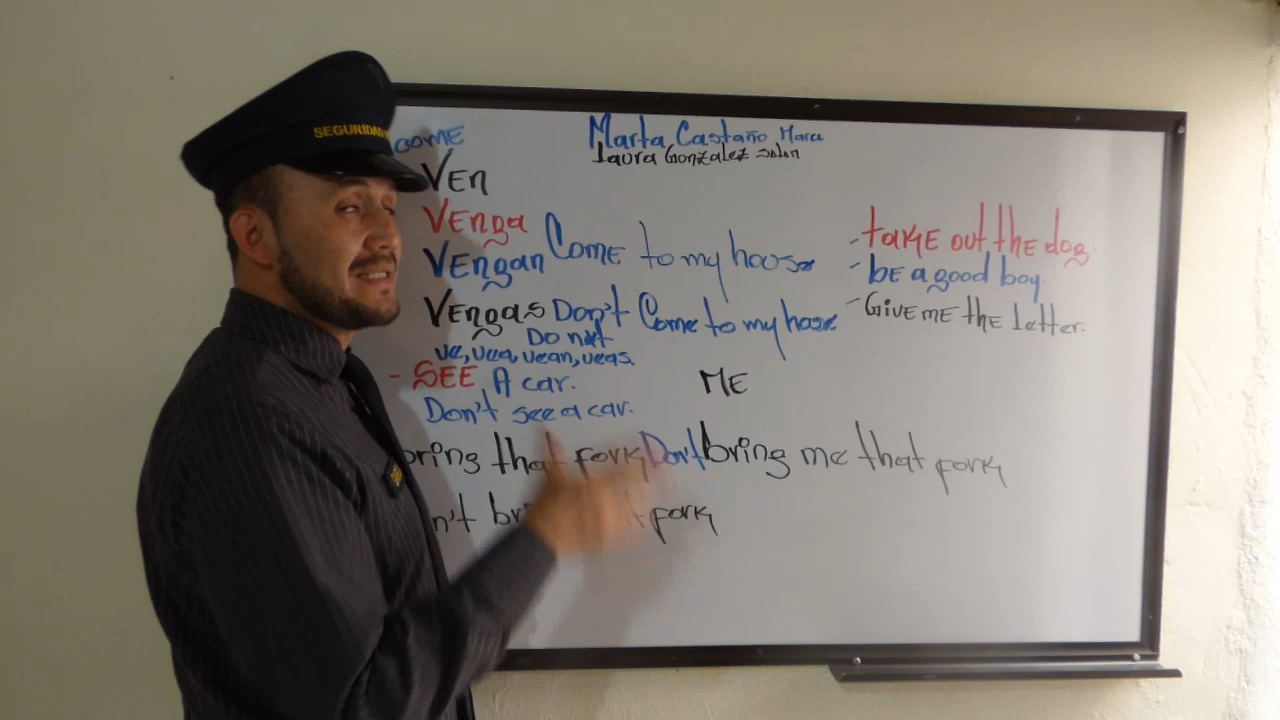 SEGURIDAD
COME
Marta Castaño Mara
laura Gonzalez
VEn
VEnga
VEngan
Come to my house
VEngas
Don't Come to my house
Do not
ve, vea, vean, veas.
- SEE A car.
ME
Don't see a car.
bring that fork
Don't bring me that fork
n't fork
- takE out thE dog.
- bE a good boy.
- GivE mE thE letter.